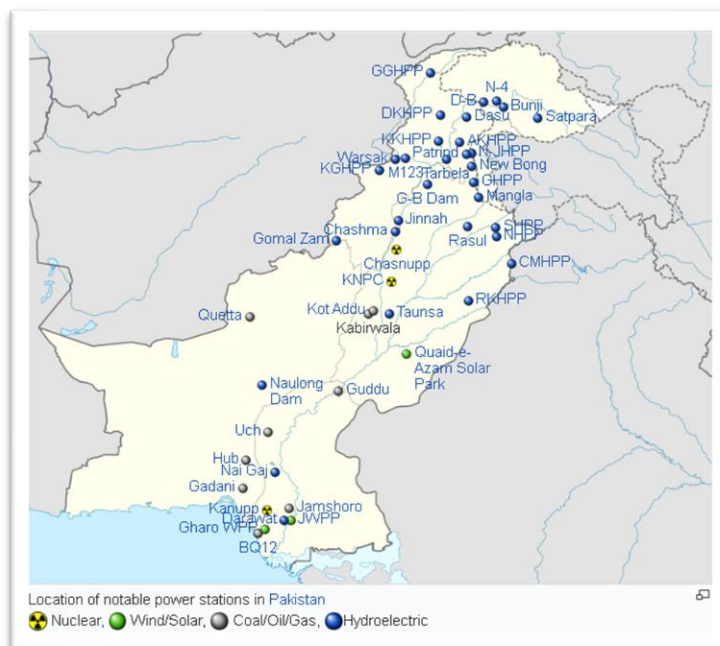 GGHPP
N-4
D-B
Bunji
DKHPP
Dasu
Satpara
KKHPP
AKHPP
Warsak
Patrind
N-JHPP
KGHPP
M123
Tarbela
New Bong
GHPP
G-B Dam
Mangla
Jinnah
Chashma
SHPP
Gomal Zam
Rasul
NHPP
Chasnupp
CMHPP
KNPC
RKHPP
Kot Addu
Taunsa
Quetta
Kabirwala
Quaid-e-
Azam Solar
Park
Naulong
Dam
Guddu
Uch
Hub
Nai Gaj
Gadani
Kanupp
Jamshoro
Darawat
JWPP
Gharo WPP
BQ12
Location of notable power stations in Pakistan
Nuclear, Wind/Solar, Coal/Oil/Gas, Hydroelectric